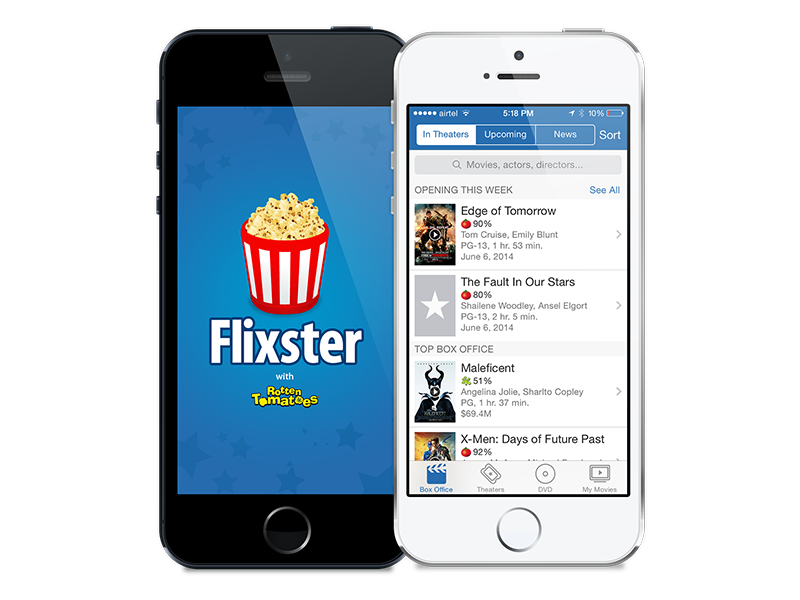 Flixster
with
Rotten
Tomatoes
airtel 5:18 PM 10%
In Theaters Upcoming News Sort
Movies, actors, directors...
OPENING THIS WEEK See All
Edge of Tomorrow
90%
Tom Cruise, Emily Blunt
PG-13, 1 hr. 53 min.
June 6, 2014
The Fault In Our Stars
80%
Shailene Woodley, Ansel Elgort
PG-13, 2 hr. 5 min.
June 6, 2014
TOP BOX OFFICE
Maleficent
51%
Angelina Jolie, Sharlto Copley
PG, 1 hr. 37 min.
$69.4M
X-Men: Days of Future Past
92%
Box Office Theaters DVD My Movies